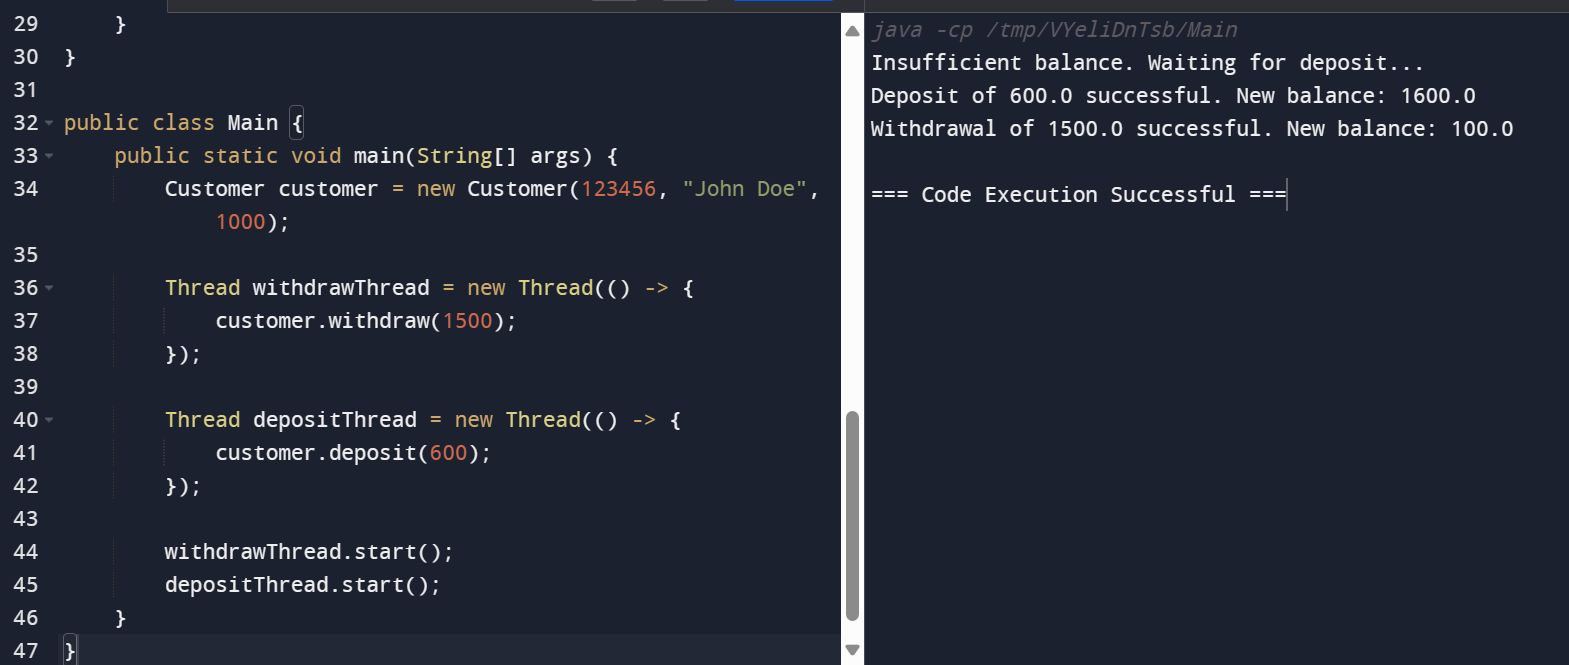 29 }
30 }
31
32 public class Main {
33 public static void main(String[] args) {
34 Customer customer = new Customer(123456, "John Doe",
1000);
35
36 Thread withdrawThread = new Thread(() -> {
37 customer.withdraw(1500);
38 });
39
40 Thread depositThread = new Thread(() -> {
41 customer.deposit(600);
42 });
43
44 withdrawThread.start();
45 depositThread.start();
46 }
47 }
java -cp /tmp/VYeliDnTsb/Main
Insufficient balance. Waiting for deposit...
Deposit of 600.0 successful. New balance: 1600.0
Withdrawal of 1500.0 successful. New balance: 100.0
=== Code Execution Successful ===